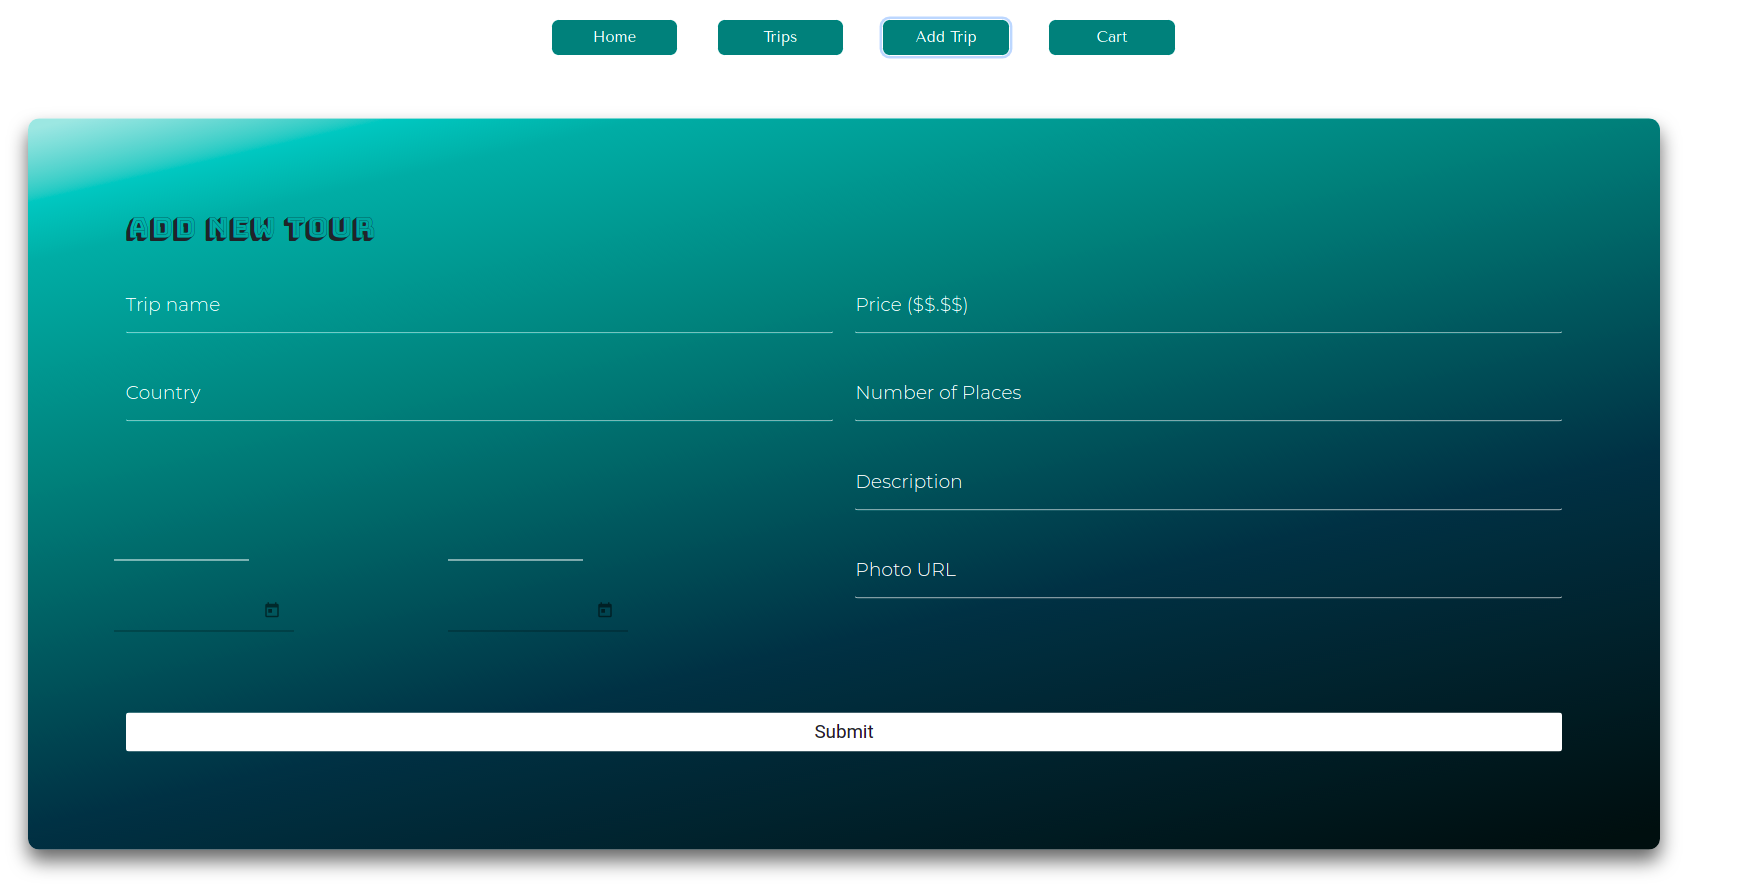 Home
Trips
Add Trip
Cart
ADD NEW TOUR
Trip name
Price ($$.$$)
Country
Number of Places
Description
Photo URL
Submit